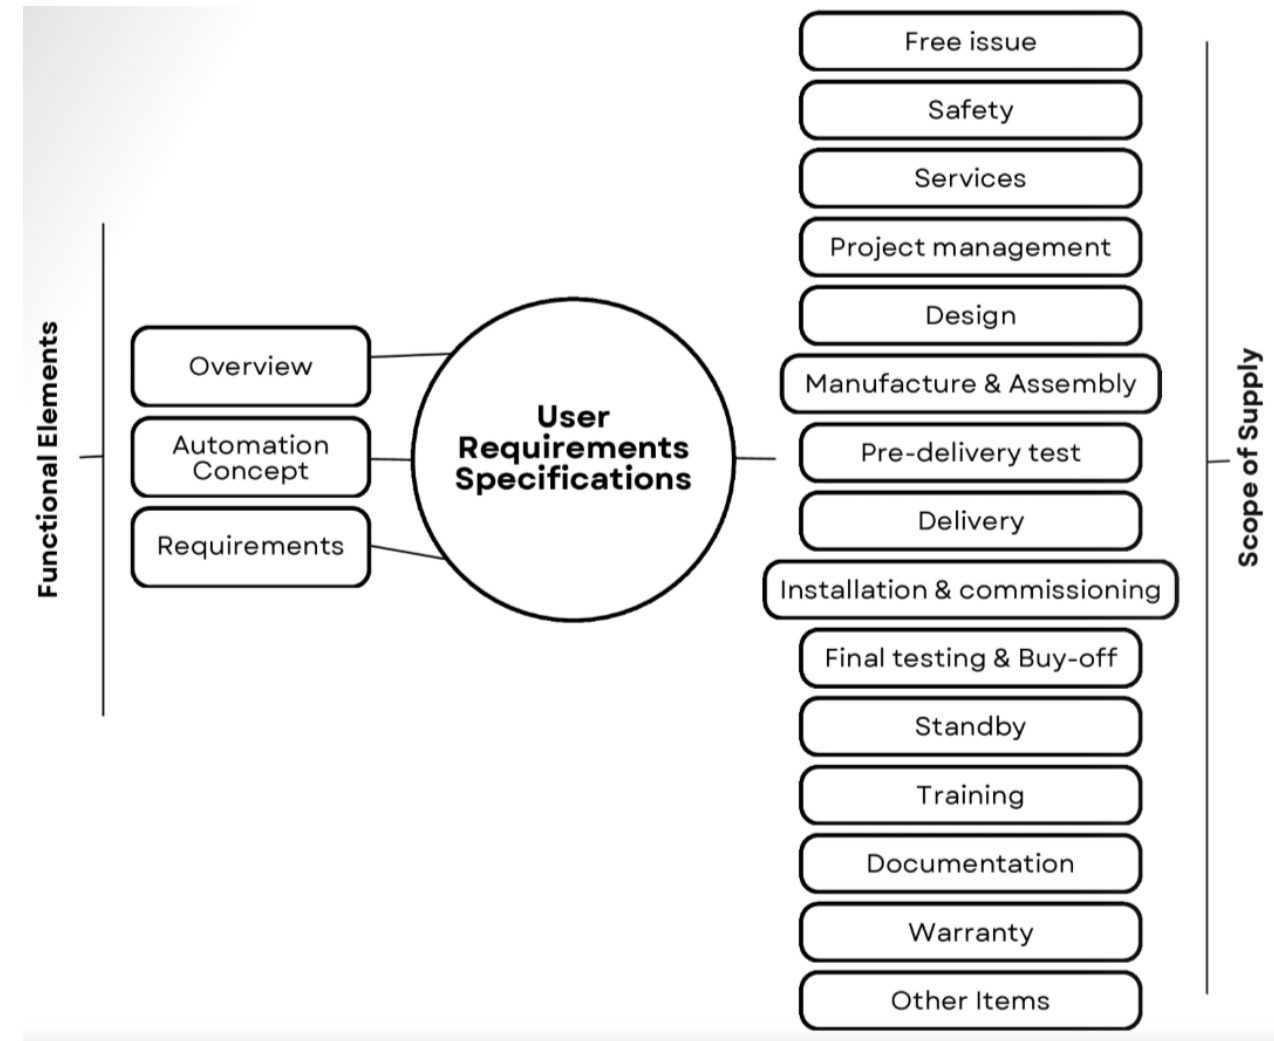 Functional Elements
Overview
Automation
Concept
Requirements
User
Requirements
Specifications
Free issue
Safety
Services
Project management
Design
Manufacture & Assembly
Pre-delivery test
Delivery
Installation & commissioning
Final testing & Buy-off
Standby
Training
Documentation
Warranty
Other Items
Scope of Supply